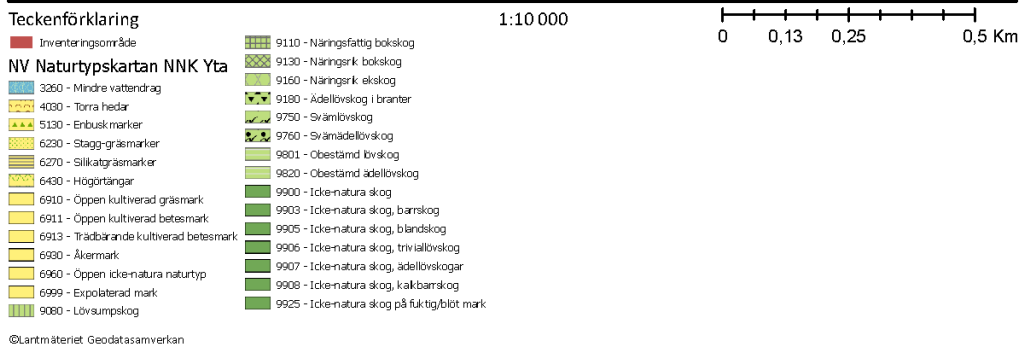 Teckenförklaring
1:10 000
Inventeringsområde
NV Naturtypskartan NNK Yta
3260 - Mindre vattendrag
4030 - Torra hedar
5130 - Enbuskmarker
6230 - Stagg-gräsmarker
6270 - Silikatgräsmarker
6430 - Högörtängar
6910 - Öppen kultiverad gräsmark
6911 - Öppen kultiverad betesmark
6913 - Trädbärande kultiverad betesmark
6930 - Åkermark
6960 - Öppen icke-natura naturtyp
6999 - Expolaterad mark
9080 - Lövsumpskog
9110 - Näringsfattig bokskog
9130 - Näringsrik bokskog
9160 - Näringsrik ekskog
9180 - Ädellövskog i branter
9750 - Svämlövskog
9760 - Svämädellövskog
9801 - Obestämd lövskog
9820 - Obestämd ädellövskog
9900 - Icke-natura skog
9903 - Icke-natura skog, barrskog
9905 - Icke-natura skog, blandskog
9906 - Icke-natura skog, triviallövskog
9907 - Icke-natura skog, ädellövskogar
9908 - Icke-natura skog, kalkbarrskog
9925 - Icke-natura skog på fuktig/blöt mark
0 0,13 0,25 0,5 Km
©Lantmäteriet Geodatasamverkan